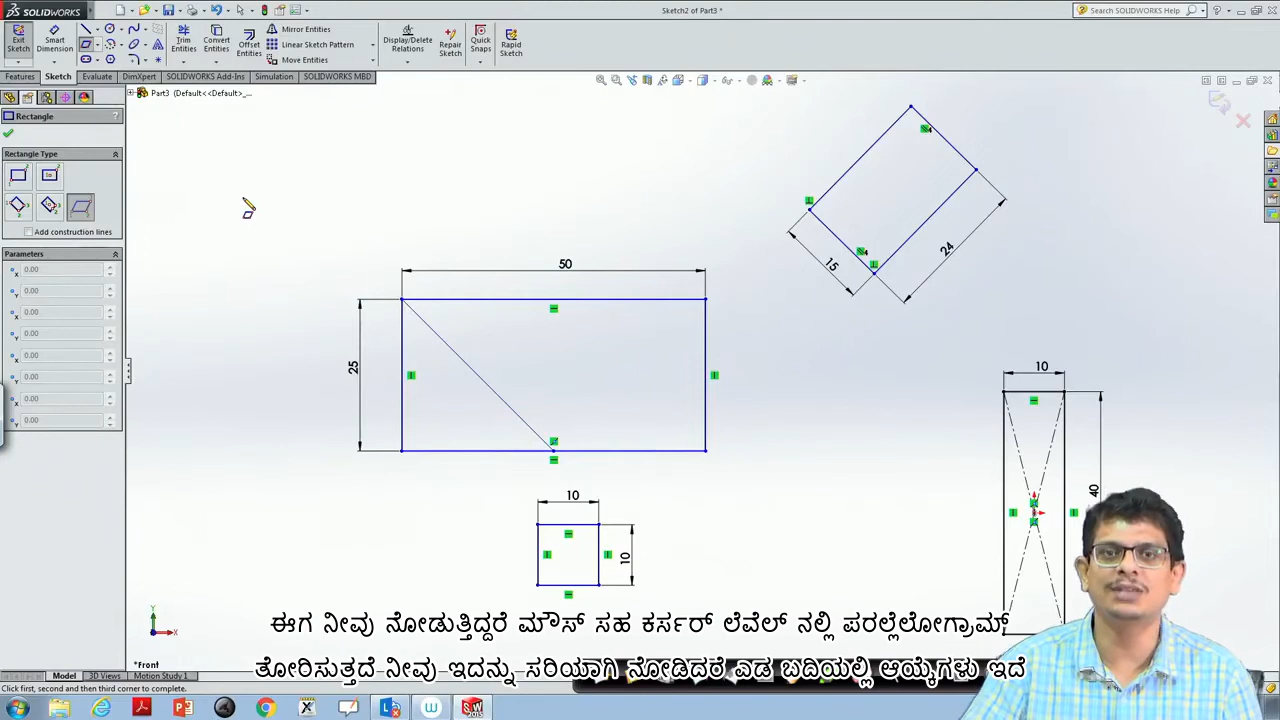 SOLIDWORKS
Sketch2 of Part3 *
Search SOLIDWORKS Help
Exit Sketch
Smart Dimension
Trim Entities
Convert Entities
Offset Entities
Mirror Entities
Linear Sketch Pattern
Move Entities
Display/Delete Relations
Repair Sketch
Quick Snaps
Rapid Sketch
Features
Sketch
Evaluate
DimXpert
SOLIDWORKS Add-Ins
Simulation
SOLIDWORKS MBD
Part3 (Default<<Default>_...
Rectangle
?
Rectangle Type
Add construction lines
Parameters
0.00
0.00
0.00
0.00
0.00
0.00
0.00
0.00
50
25
10
10
15
24
10
40
Y
X
*Front
Model
3D Views
Motion Study 1
Click first, second and then third corner to complete.
ಈಗ ನೀವು ನೋಡುತ್ತಿದ್ದರೆ ಮೌಸ್ ಸಹ ಕರ್ಸರ್ ಲೆವೆಲ್ ನಲ್ಲಿ ಪರಲ್ಲೆಲೋಗ್ರಾಮ್
ತೋರಿಸುತ್ತದೆ ನೀವು ಇದನ್ನು ಸರಿಯಾಗಿ ನೋಡಿದರೆ ಎಡ ಬದಿಯಲ್ಲಿ ಆಯ್ಕೆಗಳು ಇದೆ